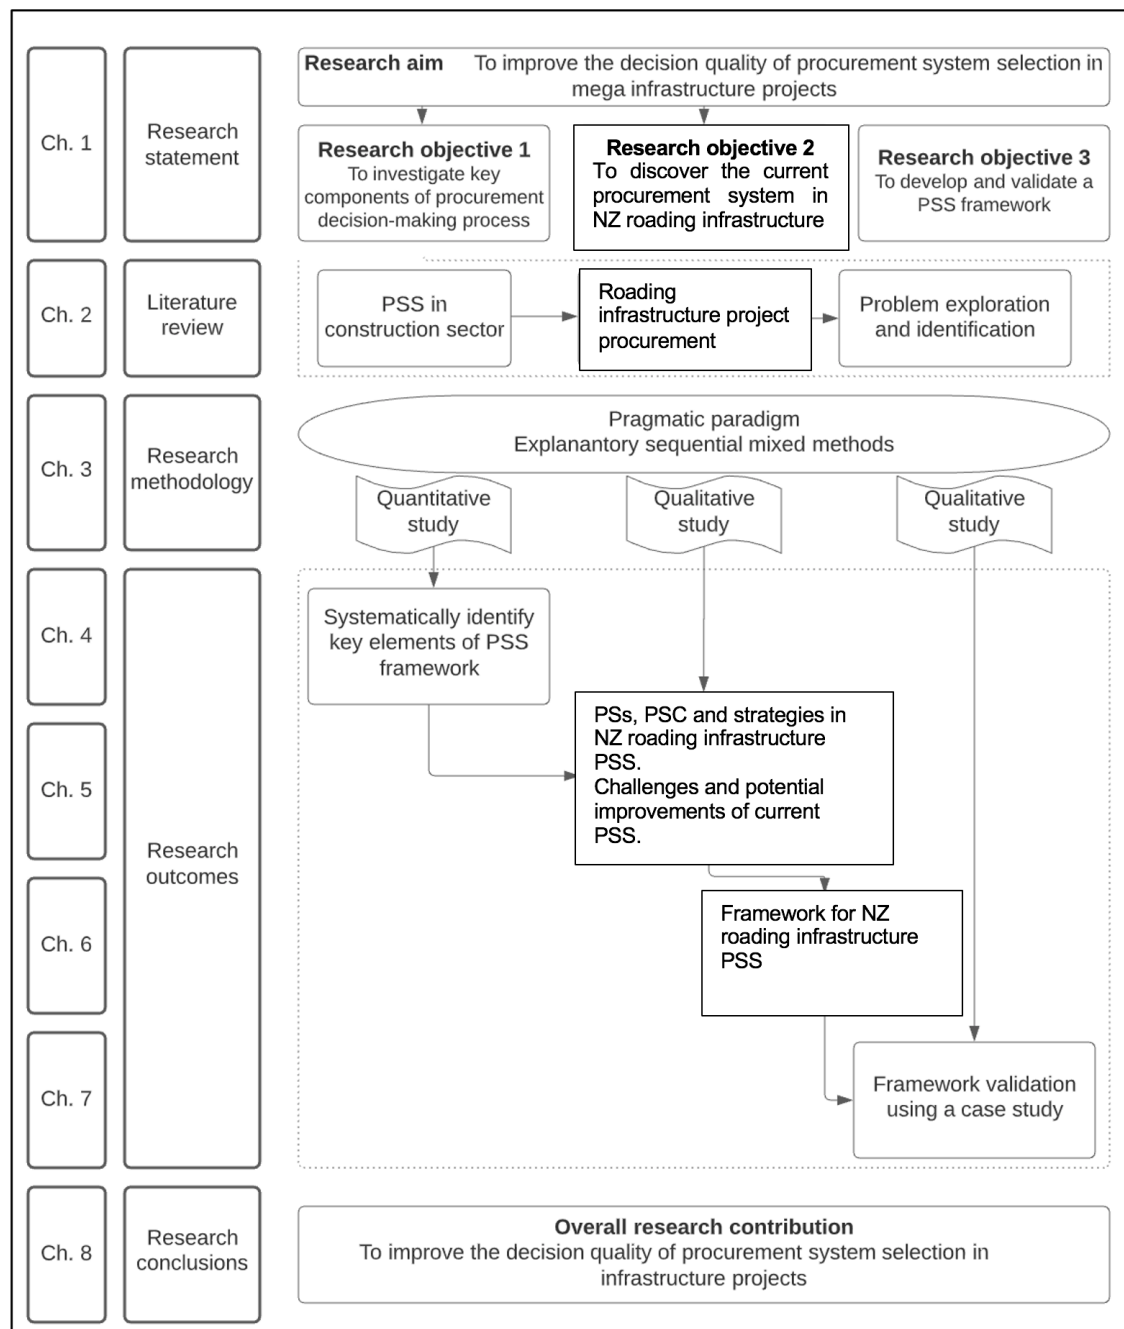 Ch. 1
Research
statement
Research aim To improve the decision quality of procurement system selection in
mega infrastructure projects
Research objective 1
To investigate key
components of procurement
decision-making process
Research objective 2
To discover the current
procurement system in
NZ roading infrastructure
Research objective 3
To develop and validate a
PSS framework
Ch. 2
Literature
review
PSS in
construction sector
Roading
infrastructure project
procurement
Problem exploration
and identification
Ch. 3
Research
methodology
Pragmatic paradigm
Explanantory sequential mixed methods
Quantitative
study
Qualitative
study
Qualitative
study
Ch. 4
Ch. 5
Ch. 6
Ch. 7
Research
outcomes
Systematically identify
key elements of PSS
framework
PSs, PSC and strategies in
NZ roading infrastructure
PSS.
Challenges and potential
improvements of current
PSS.
Framework for NZ
roading infrastructure
PSS
Framework validation
using a case study
Ch. 8
Research
conclusions
Overall research contribution
To improve the decision quality of procurement system selection in
infrastructure projects